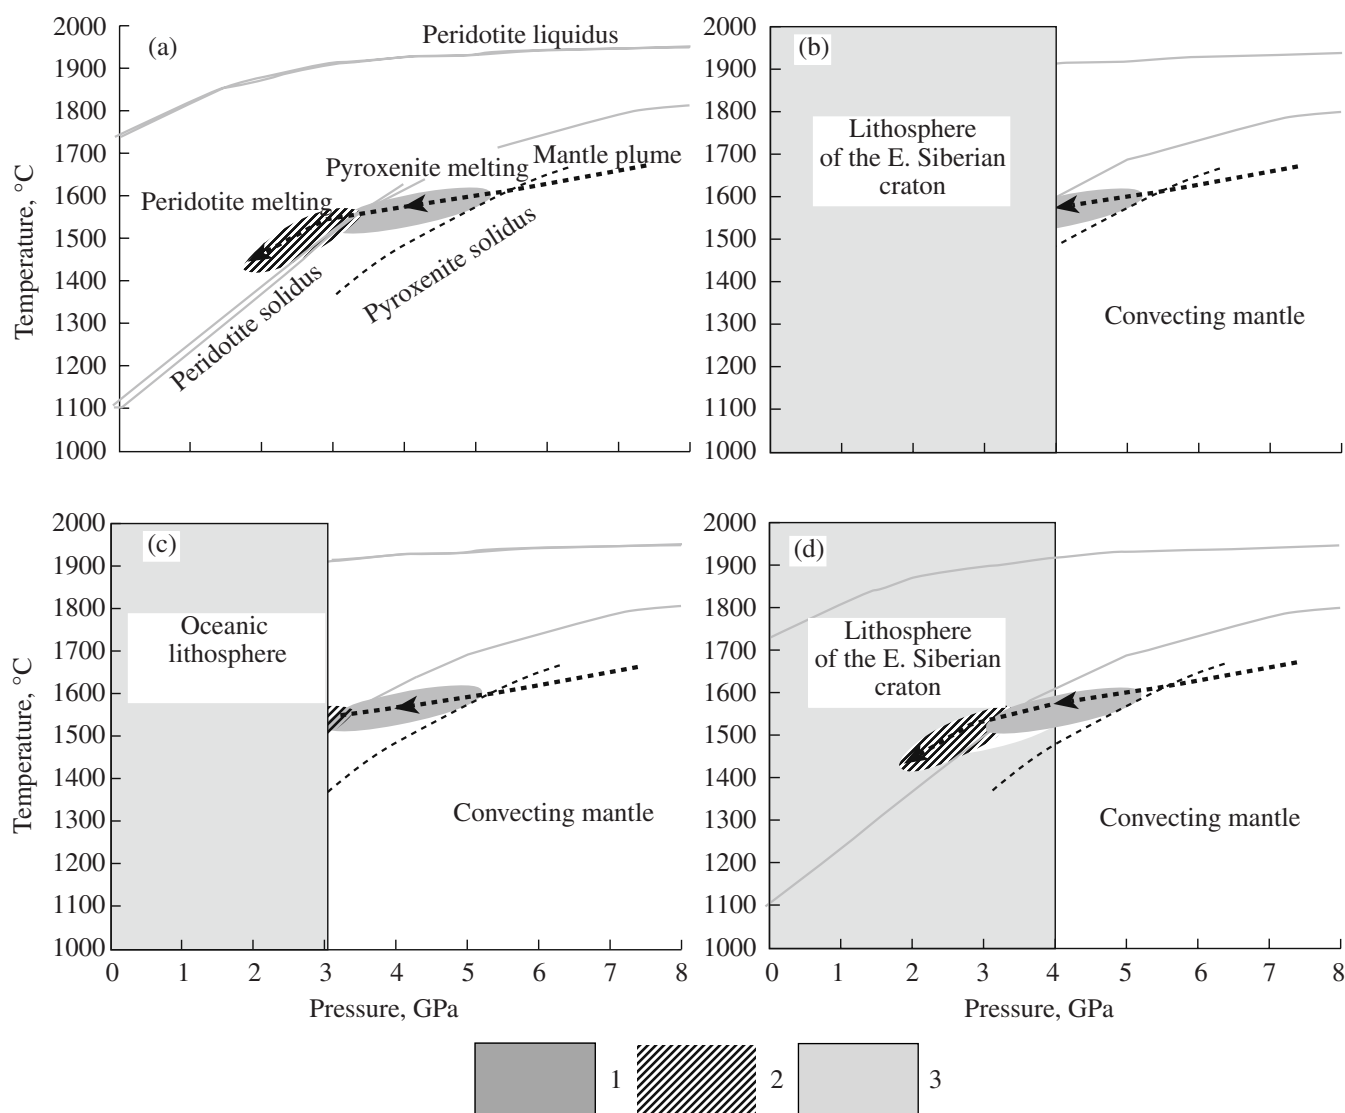 2000
1900
1800
1700
1600
1500
1400
1300
1200
1100
1000
Temperature, °C
(a)
Peridotite liquidus
Mantle plume
Pyroxenite melting
Peridotite melting
Peridotite solidus
Pyroxenite solidus
2000
1900
1800
1700
1600
1500
1400
1300
1200
1100
1000
(b)
Lithosphere
of the E. Siberian
craton
Convecting mantle
2000
1900
1800
1700
1600
1500
1400
1300
1200
1100
1000
Temperature, °C
(c)
Oceanic
lithosphere
Convecting mantle
0 1 2 3 4 5 6 7 8
Pressure, GPa
2000
1900
1800
1700
1600
1500
1400
1300
1200
1100
1000
(d)
Lithosphere
of the E. Siberian
craton
Convecting mantle
0 1 2 3 4 5 6 7 8
Pressure, GPa
1 2 3